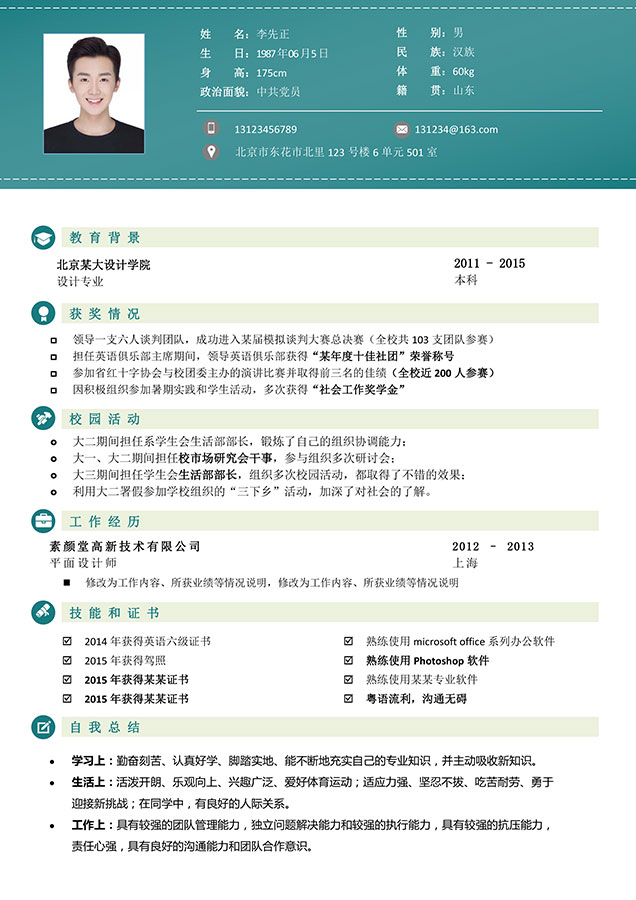 姓 名：李先正 性 别：男
生 日：1987年06月5日 民 族：汉族
身 高：175cm 体 重：60kg
政治面貌：中共党员 籍 贯：山东
13123456789 131234@163.com
北京市东花市北里 123 号楼 6 单元 501 室
教育背景
北京某大设计学院 2011 - 2015
设计专业 本科
获奖情况
领导一支六人谈判团队，成功进入某届模拟谈判大赛总决赛（全校共 103 支团队参赛）
担任英语俱乐部主席期间，领导英语俱乐部获得“某年度十佳社团”荣誉称号
参加省红十字协会与校团委主办的演讲比赛并取得前三名的佳绩（全校近 200 人参赛）
因积极组织参加暑期实践和学生活动，多次获得“社会工作奖学金”
校园活动
大二期间担任系学生会生活部部长，锻炼了自己的组织协调能力；
大一、大二期间担任校市场研究会干事，参与组织多次研讨会；
大三期间担任学生会生活部部长，组织多次校园活动，都取得了不错的效果；
利用大二署假参加学校组织的“三下乡”活动，加深了对社会的了解。
工作经历
素颜堂高新技术有限公司 2012 - 2013
平面设计师 上海
修改为工作内容、所获业绩等情况说明，修改为工作内容、所获业绩等情况说明
技能和证书
2014 年获得英语六级证书 熟练使用 microsoft office 系列办公软件
2015 年获得驾照 熟练使用 Photoshop 软件
2015 年获得某某证书 熟练使用某某专业软件
2015 年获得某某证书 粤语流利，沟通无碍
自我总结
学习上：勤奋刻苦、认真好学、脚踏实地、能不断地充实自己的专业知识，并主动吸收新知识。
生活上：活泼开朗、乐观向上、兴趣广泛、爱好体育运动；适应力强、坚忍不拔、吃苦耐劳、勇于
迎接新挑战；在同学中，有良好的人际关系。
工作上：具有较强的团队管理能力，独立问题解决能力和较强的执行能力，具有较强的抗压能力，
责任心强，具有良好的沟通能力和团队合作意识。